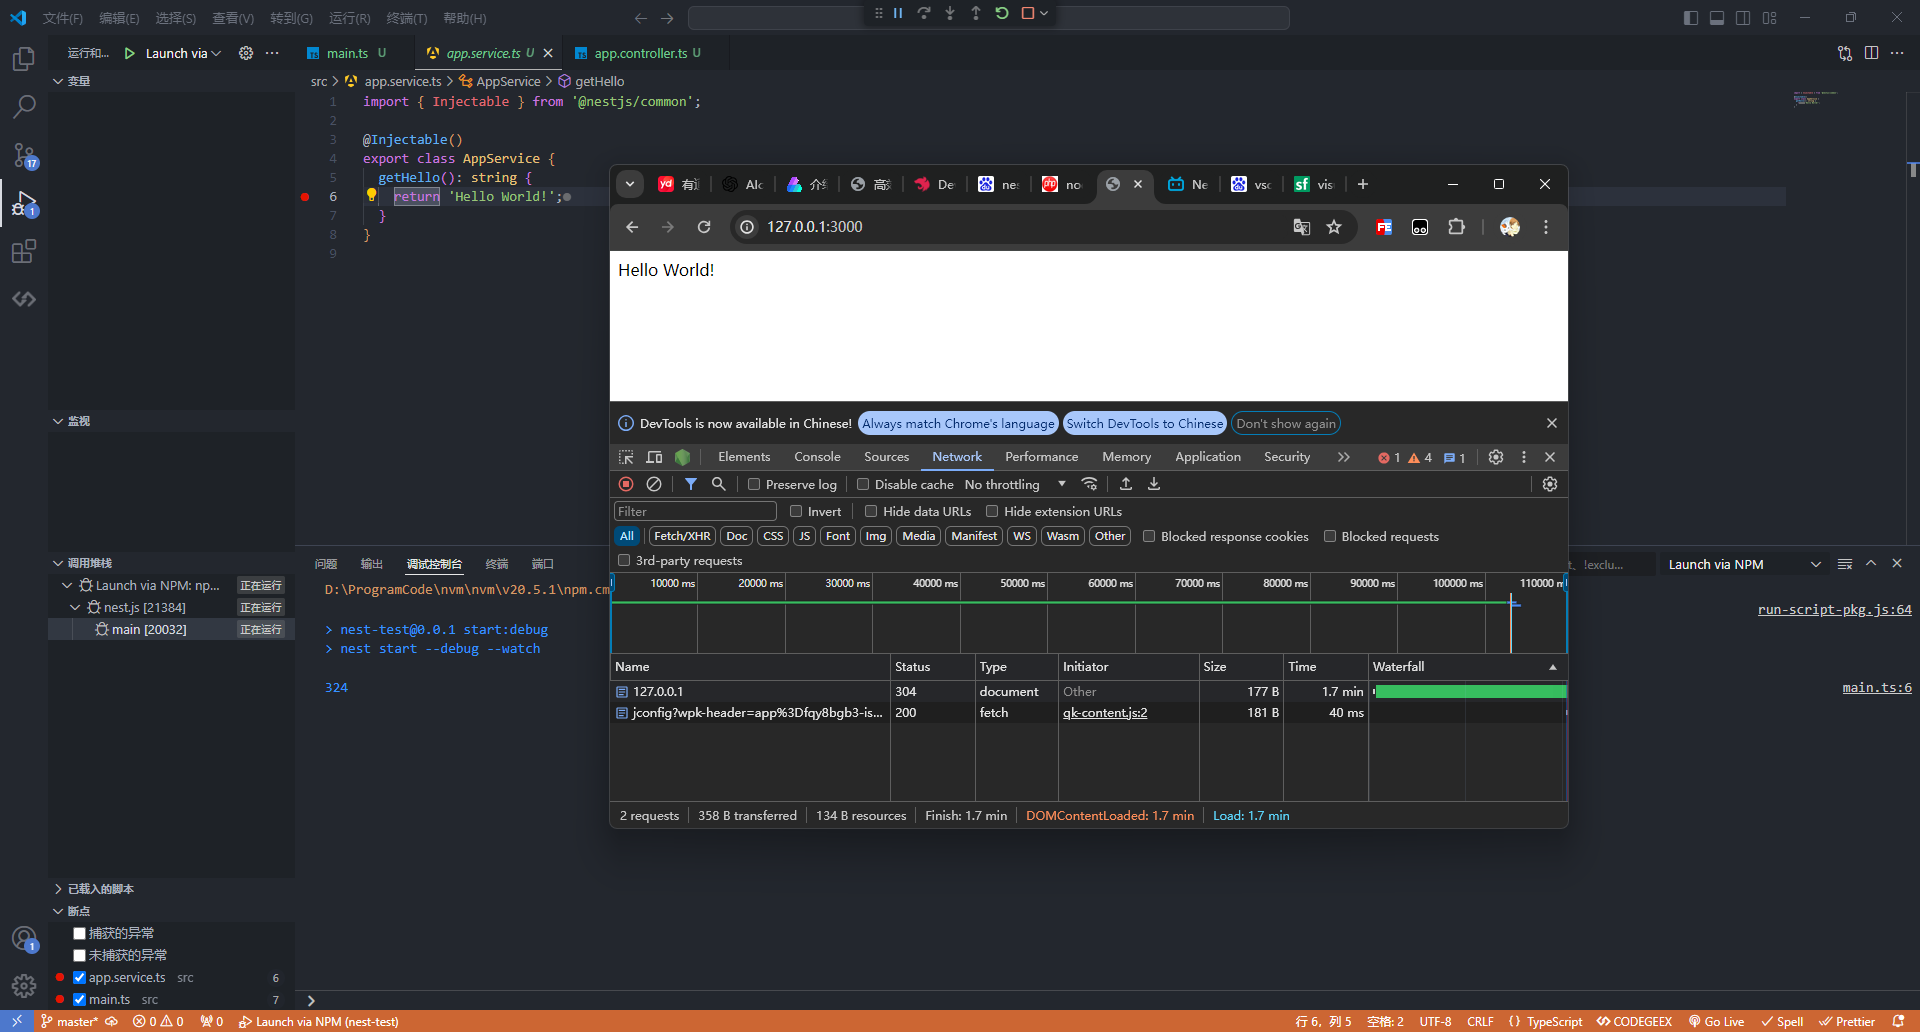 文件(F) 编辑(E) 选择(S) 查看(V) 转到(G) 运行(R) 终端(T) 帮助(H)
运行和... Launch via
main.ts U app.service.ts U app.controller.ts U
变量
src > app.service.ts > AppService > getHello
1 import { Injectable } from '@nestjs/common';
2
3 @Injectable()
4 export class AppService {
5 getHello(): string {
6 return 'Hello World!';
7 }
8 }
9
17
1
监视
调用堆栈
Launch via NPM: np... 正在运行
nest.js [21384] 正在运行
main [20032] 正在运行
已载入的脚本
断点
捕获的异常
未捕获的异常
app.service.ts src 6
main.ts src 7
1
问题 输出 调试控制台 终端 端口
!exclu... Launch via NPM
D:\ProgramCode\nvm\nvm\v20.5.1\npm.cm
run-script-pkg.js:64
> nest-test@0.0.1 start:debug
> nest start --debug --watch
324
main.ts:6
>
yd 有 Alc 介 高 De ne php no Ne vsc sf vis
127.0.0.1:3000
FE
Hello World!
DevTools is now available in Chinese! Always match Chrome's language Switch DevTools to Chinese Don't show again
Elements Console Sources Network Performance Memory Application Security 1 4 1
Preserve log Disable cache No throttling
Filter Invert Hide data URLs Hide extension URLs
All Fetch/XHR Doc CSS JS Font Img Media Manifest WS Wasm Other Blocked response cookies Blocked requests
3rd-party requests
10000 ms 20000 ms 30000 ms 40000 ms 50000 ms 60000 ms 70000 ms 80000 ms 90000 ms 100000 ms 110000 m
Name Status Type Initiator Size Time Waterfall
127.0.0.1 304 document Other 177 B 1.7 min
jconfig?wpk-header=app%3Dfqy8bgb3-is... 200 fetch qk-content.js:2 181 B 40 ms
2 requests 358 B transferred 134 B resources Finish: 1.7 min DOMContentLoaded: 1.7 min Load: 1.7 min
master* 0 0 0 Launch via NPM (nest-test) 行 6，列 5 空格: 2 UTF-8 CRLF {} TypeScript CODEGEEX Go Live Spell Prettier